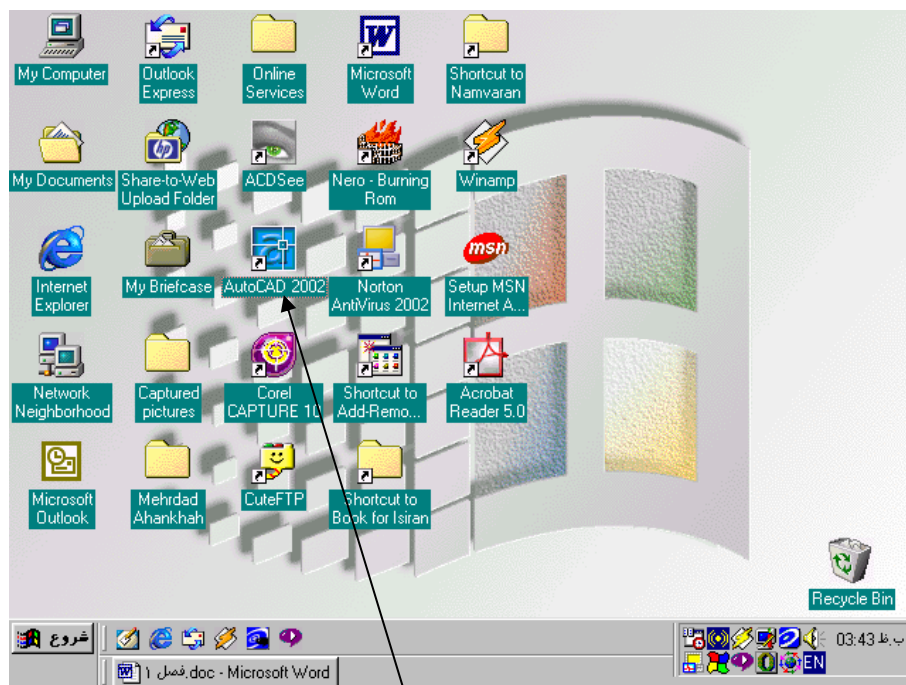 My Computer
Outlook
Express
Online
Services
Microsoft
Word
Shortcut to
Namvaran
My Documents
Share-to-Web
Upload Folder
ACDSee
Nero - Burning
Rom
Winamp
Internet
Explorer
My Briefcase
AutoCAD 2002
Norton
AntiVirus 2002
msn
Setup MSN
Internet A...
Network
Neighborhood
Captured
pictures
Corel
CAPTURE 10
Shortcut to
Add-Remo...
Acrobat
Reader 5.0
Microsoft
Outlook
Mehrdad
Ahankhah
CuteFTP
Shortcut to
Book for Isiran
Recycle Bin
شروع
03:43 ب.ظ
EN
فصل ۱.doc - Microsoft Word